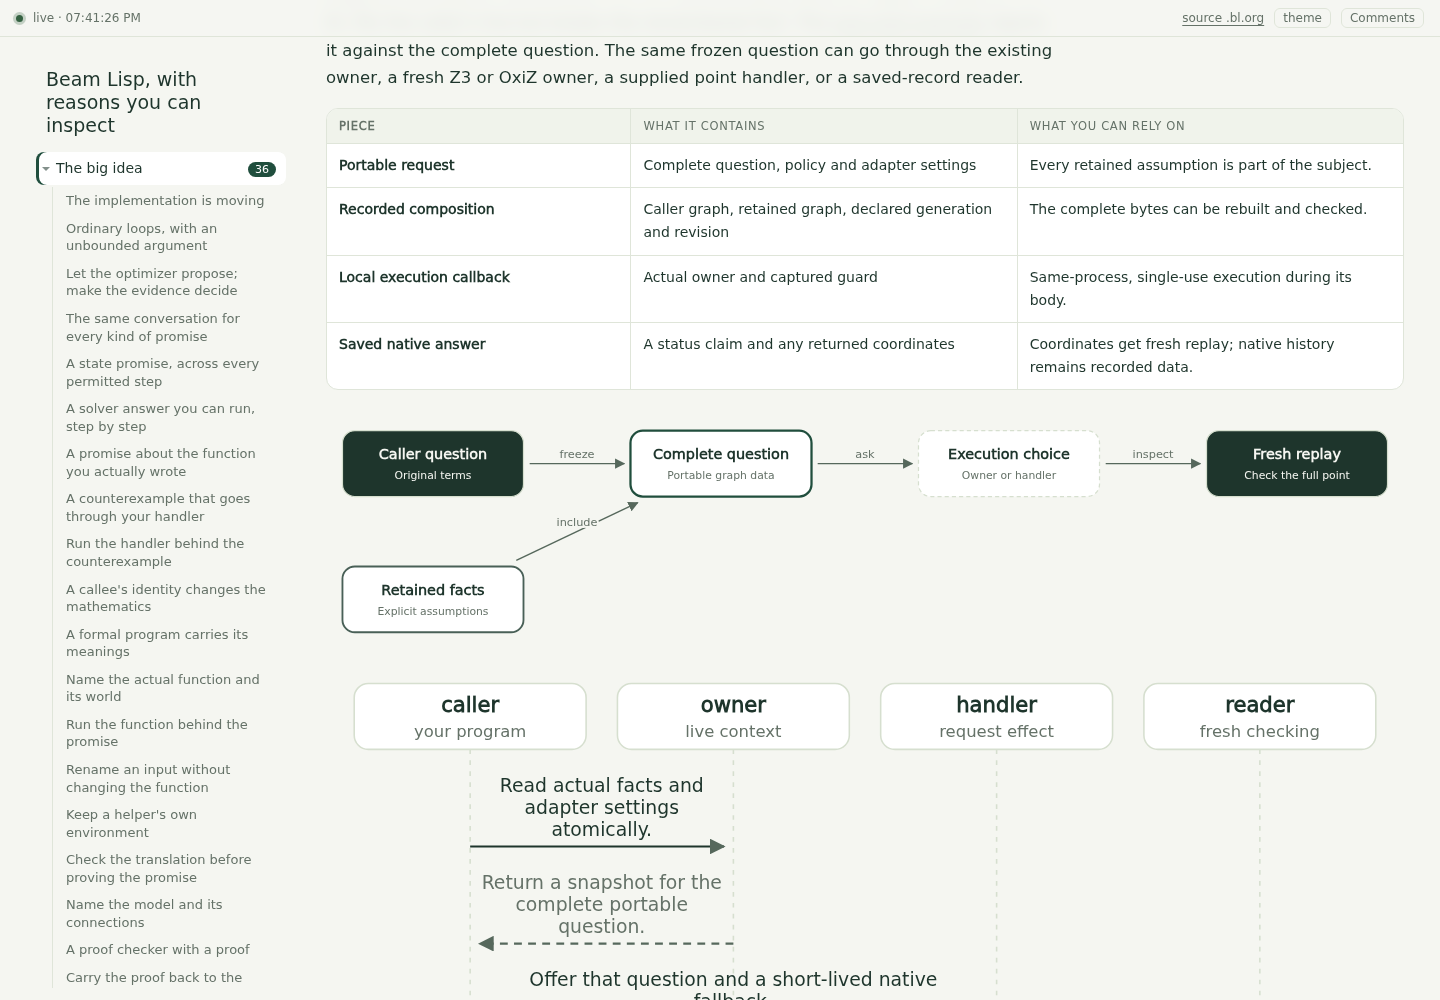 live · 07:41:26 PM
source .bl.org
theme
Comments
Beam Lisp, with
reasons you can
inspect
The big idea
36
The implementation is moving
Ordinary loops, with an
unbounded argument
Let the optimizer propose;
make the evidence decide
The same conversation for
every kind of promise
A state promise, across every
permitted step
A solver answer you can run,
step by step
A promise about the function
you actually wrote
A counterexample that goes
through your handler
Run the handler behind the
counterexample
A callee's identity changes the
mathematics
A formal program carries its
meanings
Name the actual function and
its world
Run the function behind the
promise
Rename an input without
changing the function
Keep a helper's own
environment
Check the translation before
proving the promise
Name the model and its
connections
A proof checker with a proof
Carry the proof back to the
it against the complete question. The same frozen question can go through the existing
owner, a fresh Z3 or OxiZ owner, a supplied point handler, or a saved-record reader.
PIECE
WHAT IT CONTAINS
WHAT YOU CAN RELY ON
Portable request
Complete question, policy and adapter settings
Every retained assumption is part of the subject.
Recorded composition
Caller graph, retained graph, declared generation
and revision
The complete bytes can be rebuilt and checked.
Local execution callback
Actual owner and captured guard
Same-process, single-use execution during its
body.
Saved native answer
A status claim and any returned coordinates
Coordinates get fresh replay; native history
remains recorded data.
Caller question
Original terms
freeze
Complete question
Portable graph data
ask
Execution choice
Owner or handler
inspect
Fresh replay
Check the full point
include
Retained facts
Explicit assumptions
caller
your program
owner
live context
handler
request effect
reader
fresh checking
Read actual facts and
adapter settings
atomically.
Return a snapshot for the
complete portable
question.
Offer that question and a short-lived native
fallback